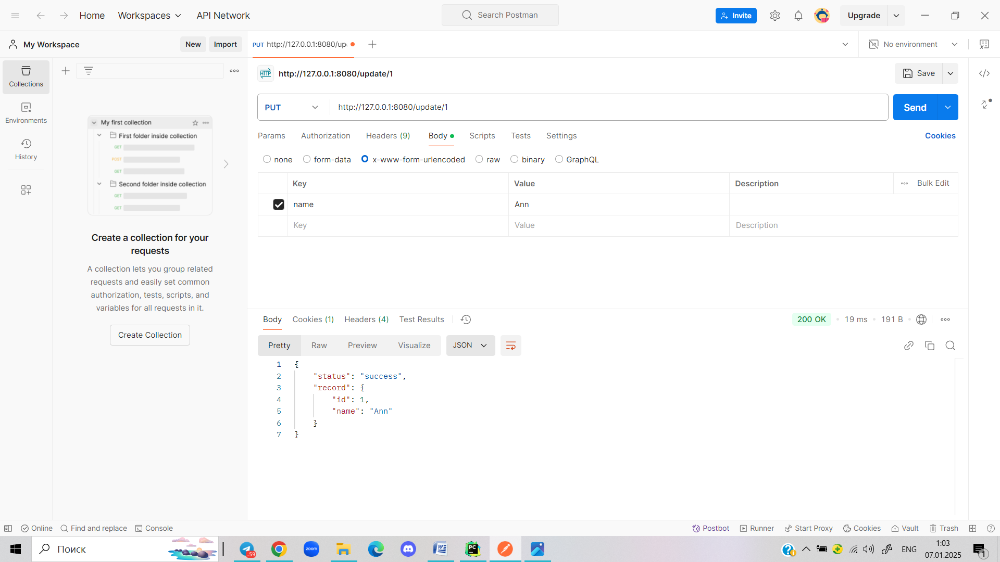 Home
Workspaces
API Network
Search Postman
Invite
Upgrade
My Workspace
New
Import
PUT http://127.0.0.1:8080/up
No environment
Collections
Environments
History
My first collection
First folder inside collection
GET
POST
GET
Second folder inside collection
GET
GET
Create a collection for your
requests
A collection lets you group related
requests and easily set common
authorization, tests, scripts, and
variables for all requests in it.
Create Collection
HTTP
http://127.0.0.1:8080/update/1
Save
PUT
http://127.0.0.1:8080/update/1
Send
Params
Authorization
Headers (9)
Body
Scripts
Tests
Settings
Cookies
none
form-data
x-www-form-urlencoded
raw
binary
GraphQL
Key
Value
Description
Bulk Edit
name
Ann
Key
Value
Description
Body
Cookies (1)
Headers (4)
Test Results
200 OK
19 ms
191 B
Pretty
Raw
Preview
Visualize
JSON
1 {
2 "status": "success",
3 "record": {
4 "id": 1,
5 "name": "Ann"
6 }
7 }
Online
Find and replace
Console
Postbot
Runner
Start Proxy
Cookies
Vault
Trash
Поиск
59
zoom
W
PC
ENG
1:03
07.01.2025
1